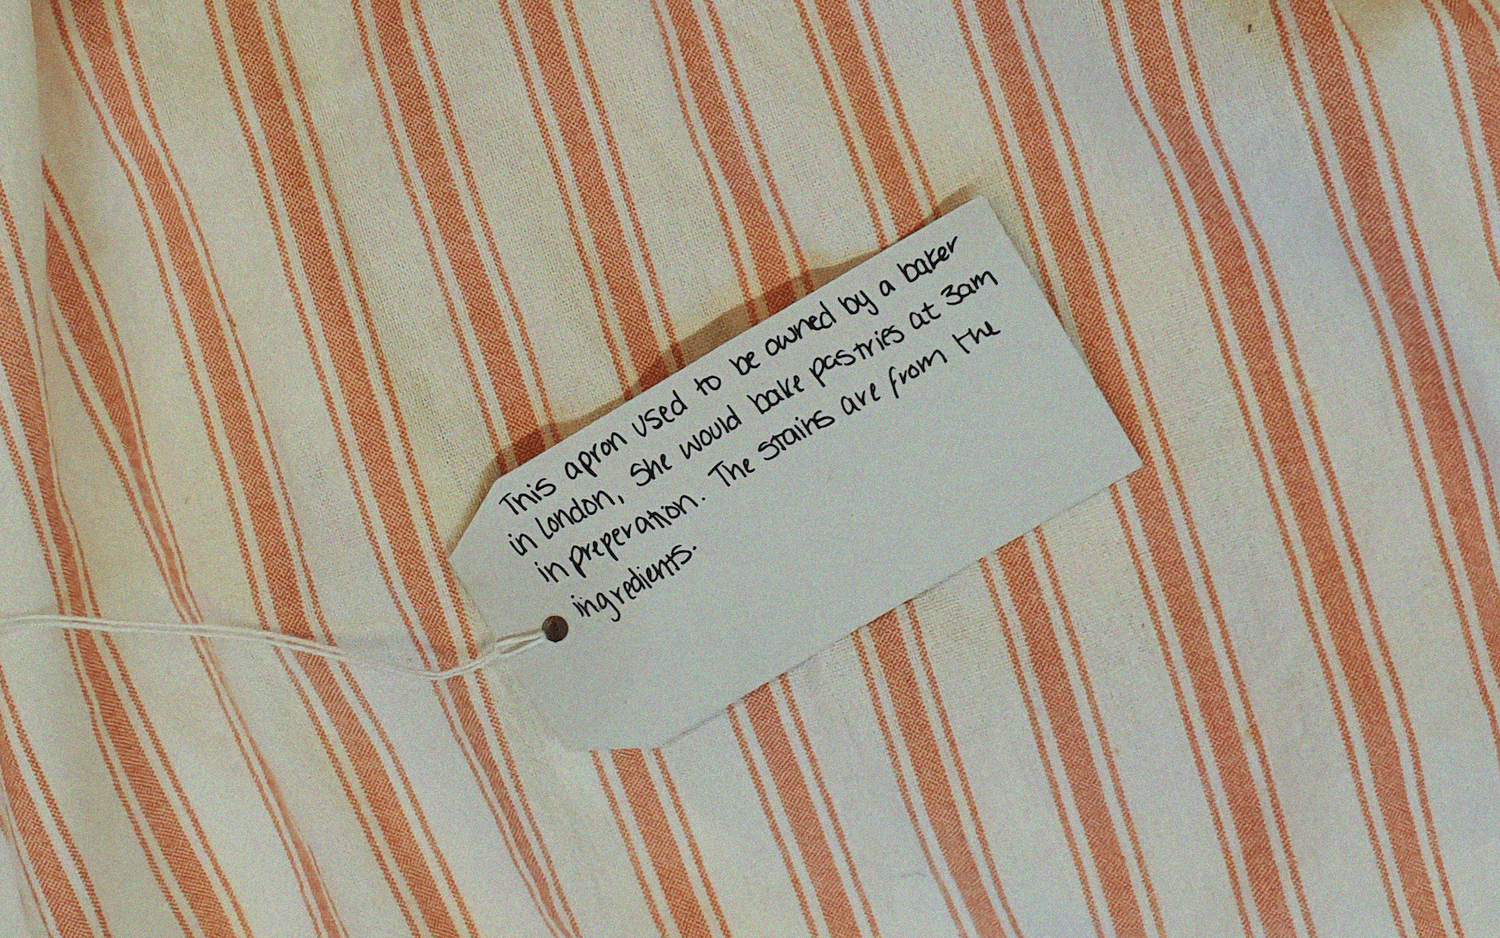 This apron used to be owned by a baker
in London, she would bake pastries at 3am
in preperation. The stains are from the
ingredients.